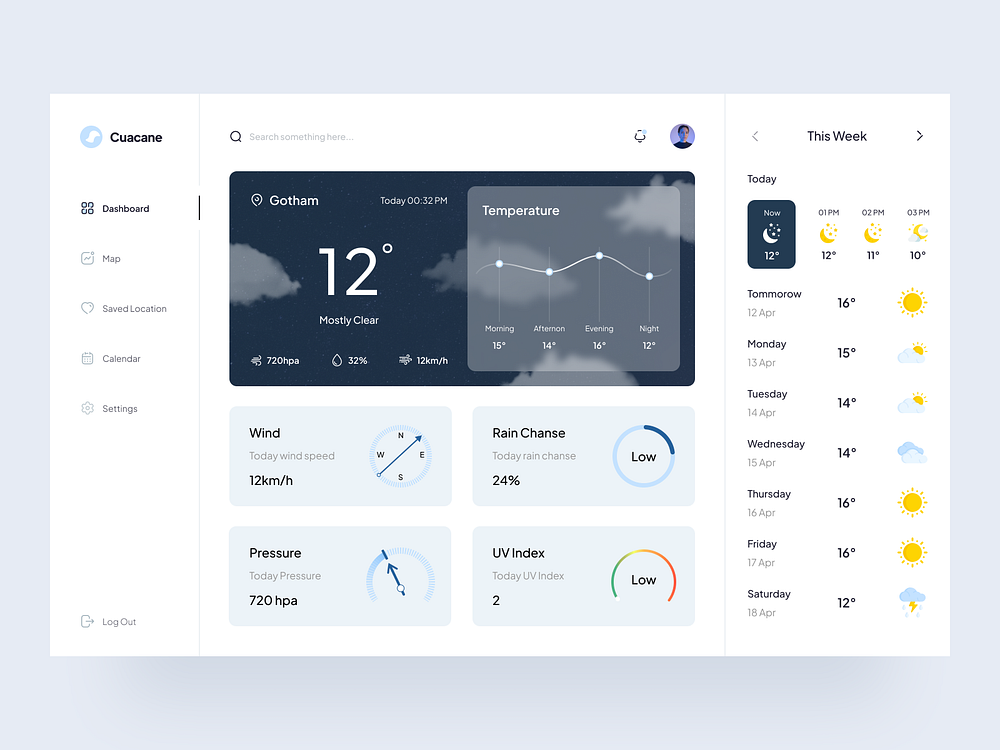 Cuacane
Dashboard
Map
Saved Location
Calendar
Settings
Log Out
Search something here...
Gotham
Today 00:32 PM
12°
Mostly Clear
720hpa
32%
12km/h
Temperature
Morning Afternon Evening Night
15° 14° 16° 12°
Wind
Today wind speed
12km/h
N
W E
S
Rain Chanse
Today rain chanse
24%
Low
Pressure
Today Pressure
720 hpa
UV Index
Today UV Index
2
Low
This Week
Today
Now 01 PM 02 PM 03 PM
12° 12° 11° 10°
Tommorow
12 Apr
16°
Monday
13 Apr
15°
Tuesday
14 Apr
14°
Wednesday
15 Apr
14°
Thursday
16 Apr
16°
Friday
17 Apr
16°
Saturday
18 Apr
12°